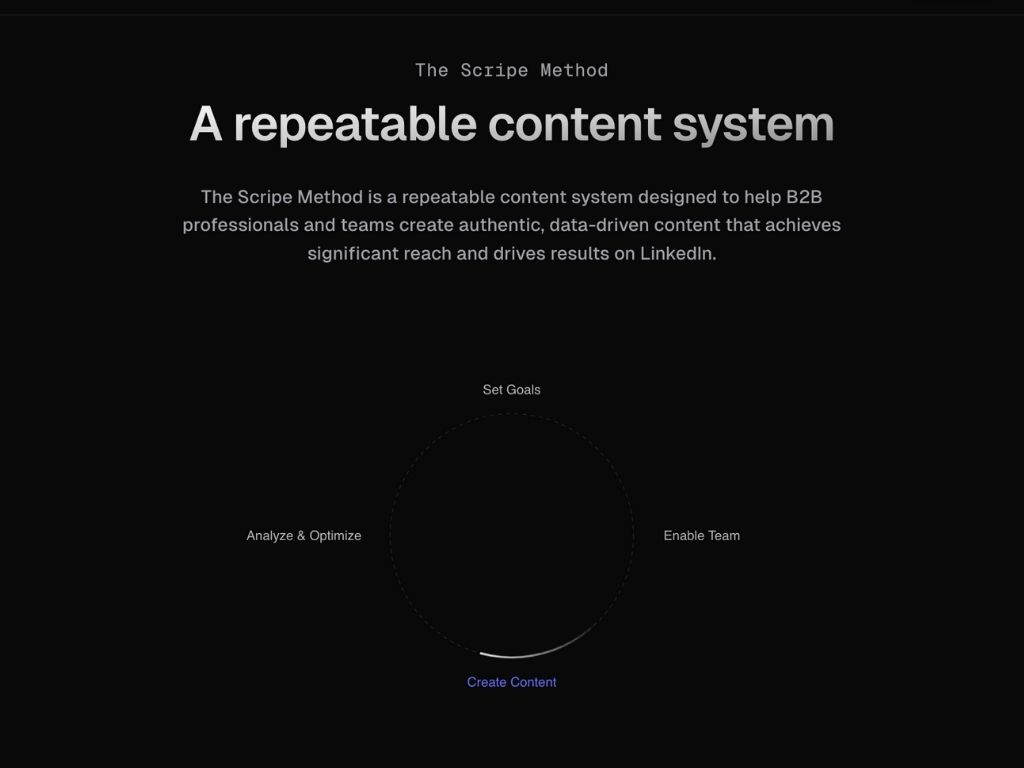 The Scripe Method
A repeatable content system
The Scripe Method is a repeatable content system designed to help B2B
professionals and teams create authentic, data-driven content that achieves
significant reach and drives results on LinkedIn.
Set Goals
Analyze & Optimize
Enable Team
Create Content